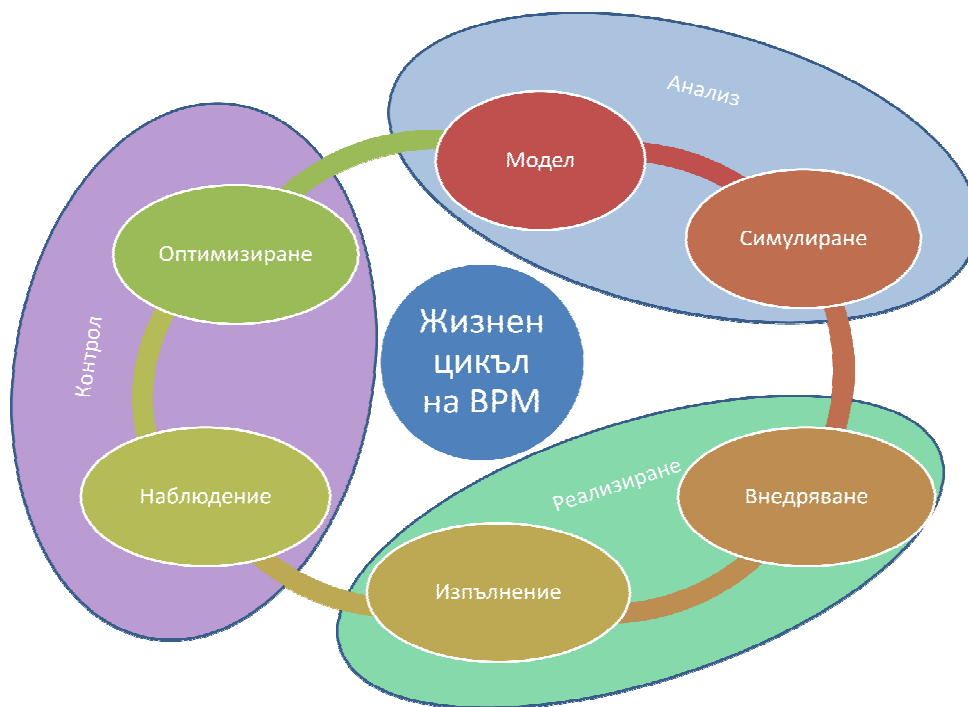 Анализ
Модел
Симулиране
Оптимизиране
Контрол
Жизнен
цикъл
на BPM
Наблюдение
Реализиране
Внедряване
Изпълнение